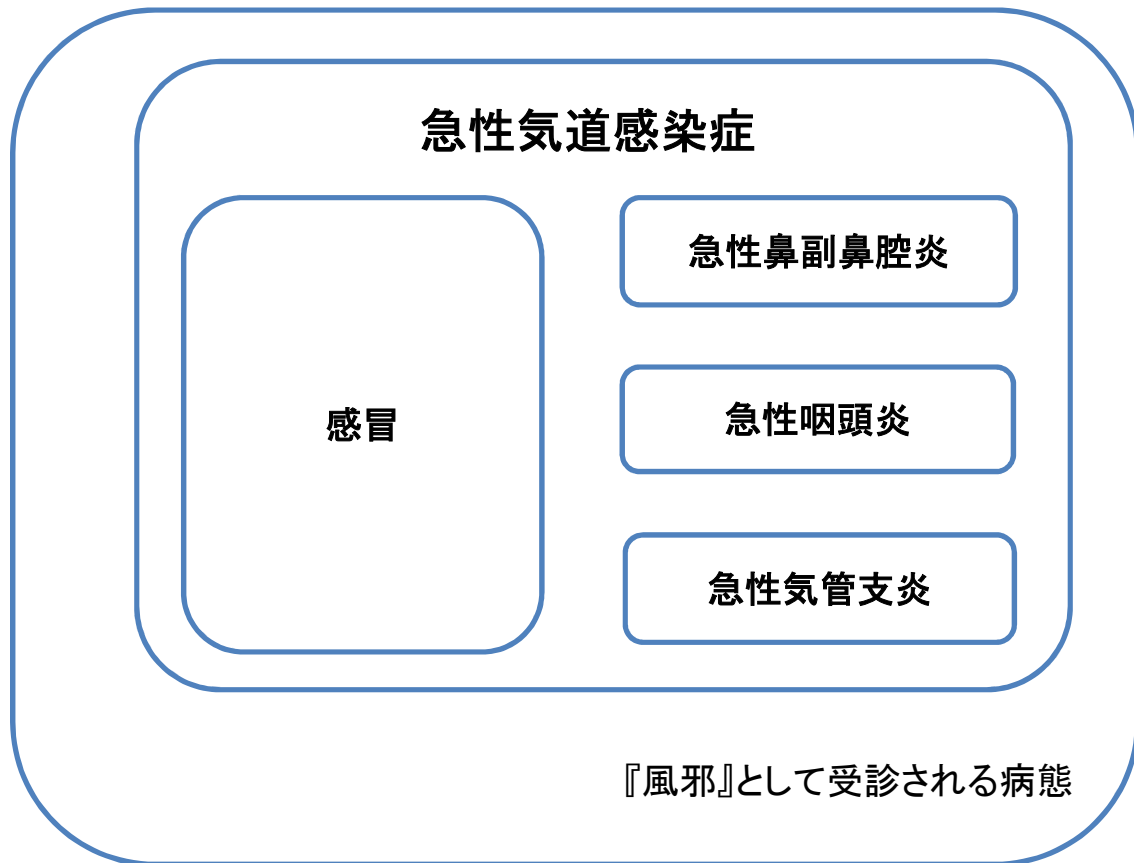 急性気道感染症
急性鼻副鼻腔炎
感冒
急性咽頭炎
急性気管支炎
『風邪』として受診される病態